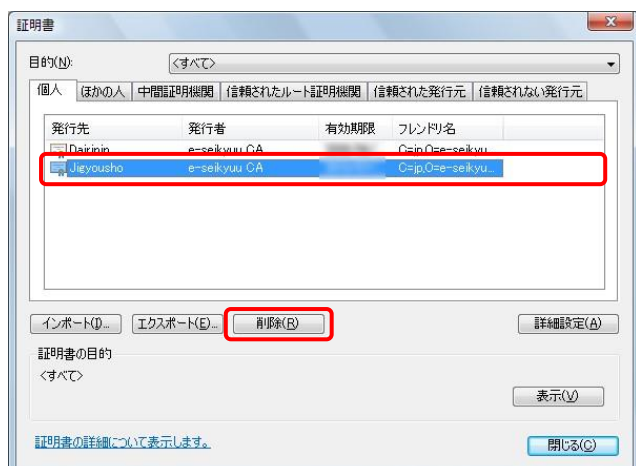 証明書
目的(N): <すべて>
個人 ほかの人 中間証明機関 信頼されたルート証明機関 信頼された発行元 信頼されない発行元
発行先 発行者 有効期限 フレンドリ名
Dairinin e-seikyuu CA C=jp,O=e-seikyu...
Jigyousho e-seikyuu CA C=jp,O=e-seikyu...
インポート(I)... エクスポート(E)... 削除(R) 詳細設定(A)
証明書の目的
<すべて>
表示(V)
証明書の詳細について表示します。 閉じる(C)